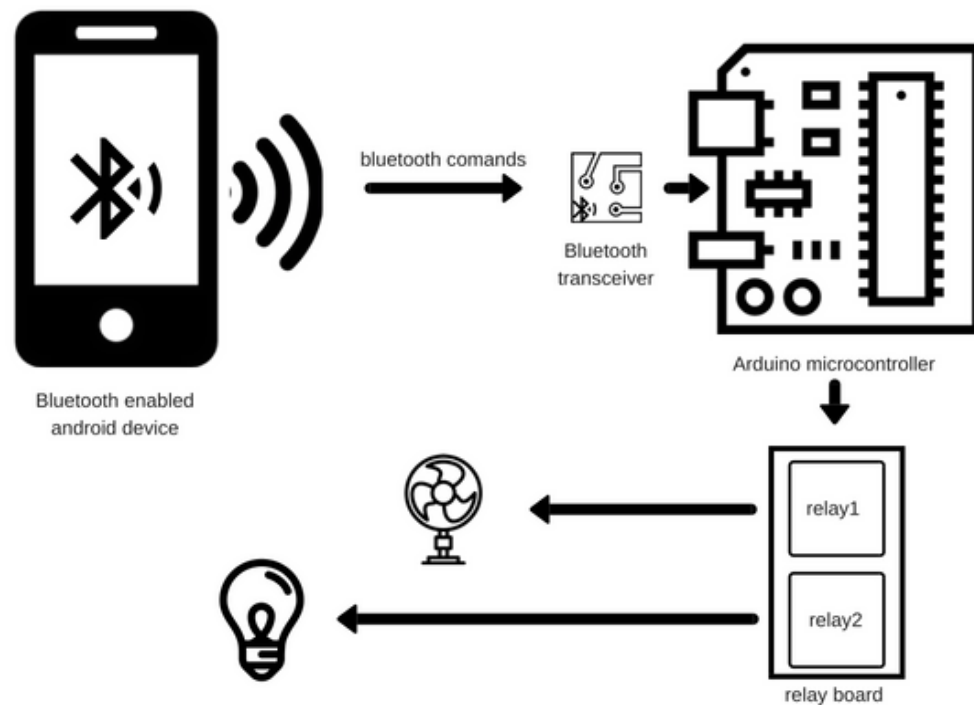 bluetooth comands
Bluetooth
transceiver
Arduino microcontroller
Bluetooth enabled
android device
relay1
relay2
relay board